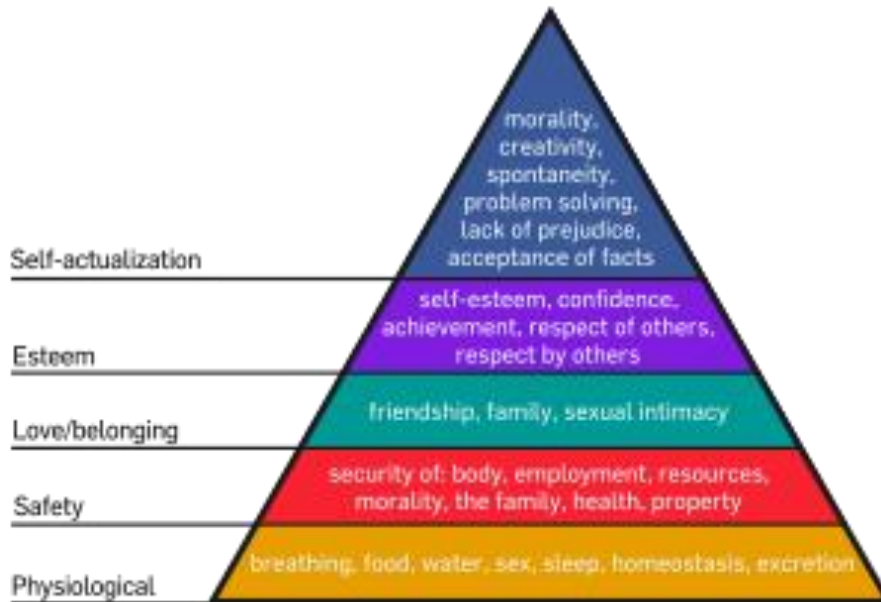 morality,
creativity,
spontaneity,
problem solving,
lack of prejudice,
acceptance of facts
Self-actualization
self-esteem, confidence,
achievement, respect of others,
respect by others
Esteem
friendship, family, sexual intimacy
Love/belonging
security of: body, employment, resources,
morality, the family, health, property
Safety
breathing, food, water, sex, sleep, homeostasis, excretion
Physiological